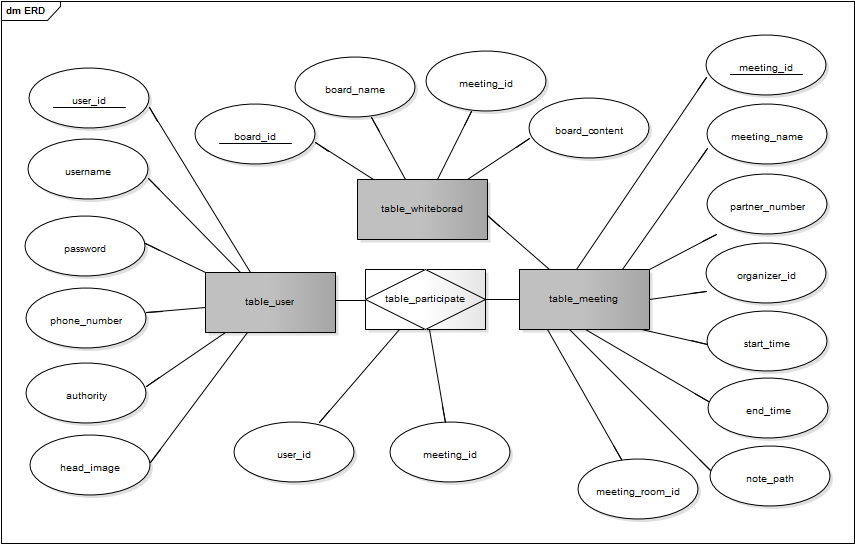 dm ERD
user_id
username
password
phone_number
authority
head_image
board_id
board_name
meeting_id
board_content
table_whiteborad
table_user
table_participate
table_meeting
user_id
meeting_id
meeting_id
meeting_name
partner_number
organizer_id
start_time
end_time
note_path
meeting_room_id